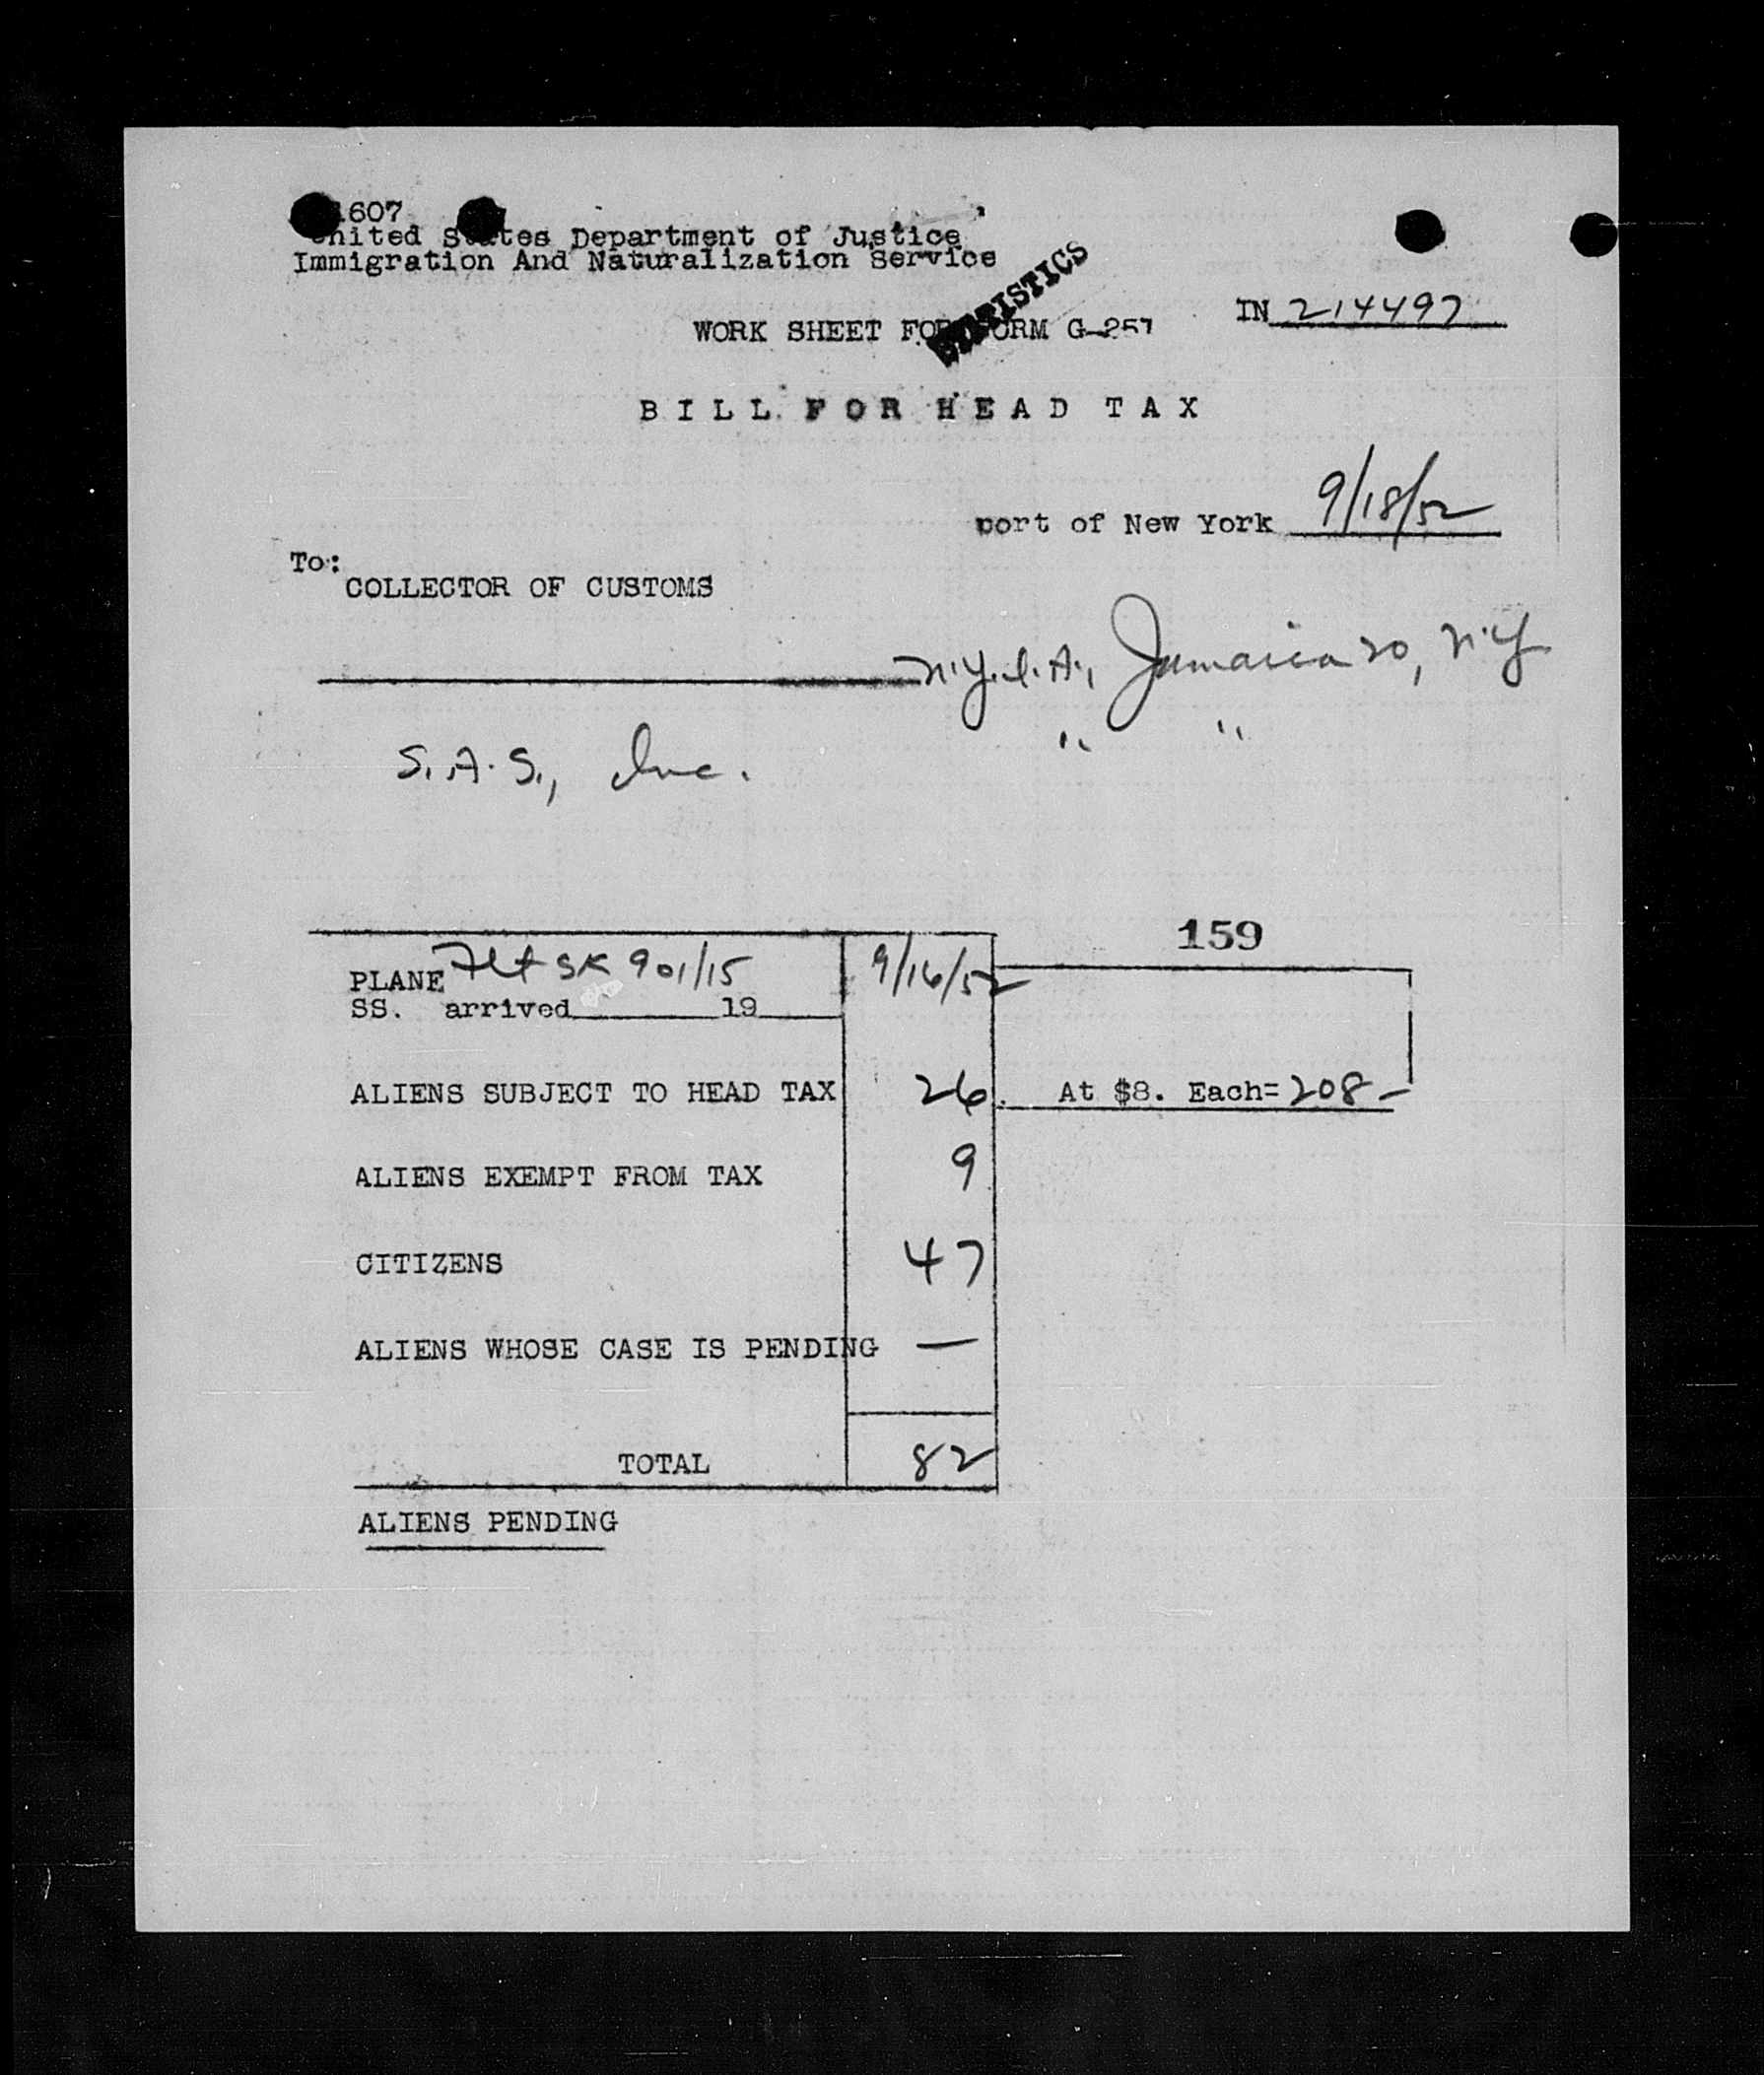 1607
United States Department of Justice
Immigration And Naturalization Service
STATISTICS
WORK SHEET FOR FORM G-257
IN 214497
BILL FOR HEAD TAX
port of New York 9/18/52
To:
COLLECTOR OF CUSTOMS
N.Y.I.A., Jamaica 30, N.Y
" "
S.A.S., Inc.
159
PLANE Flt SK 901/15 9/16/52
SS. arrived 19
ALIENS SUBJECT TO HEAD TAX 26. At $8. Each= 208-
ALIENS EXEMPT FROM TAX 9
CITIZENS 47
ALIENS WHOSE CASE IS PENDING —
TOTAL 82
ALIENS PENDING